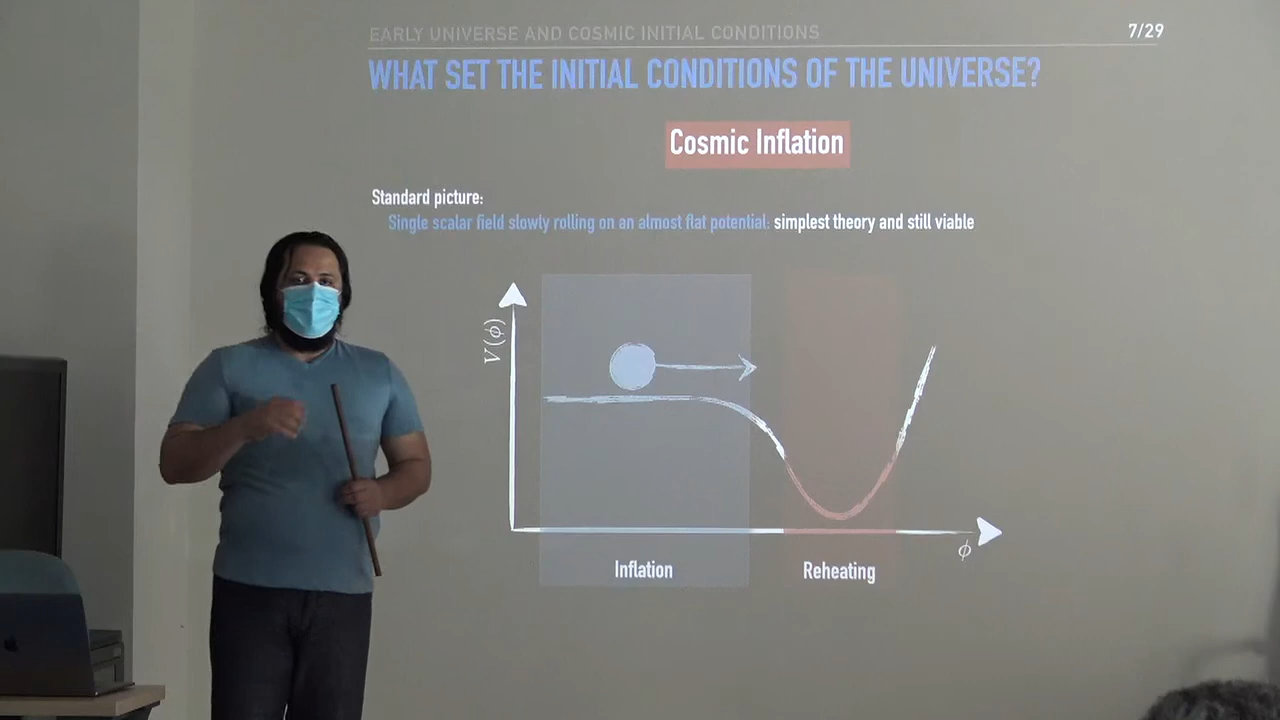 EARLY UNIVERSE AND COSMIC INITIAL CONDITIONS
7/29
WHAT SET THE INITIAL CONDITIONS OF THE UNIVERSE?
Cosmic Inflation
Standard picture:
Single scalar field slowly rolling on an almost flat potential: simplest theory and still viable
V(ϕ)
ϕ
Inflation
Reheating